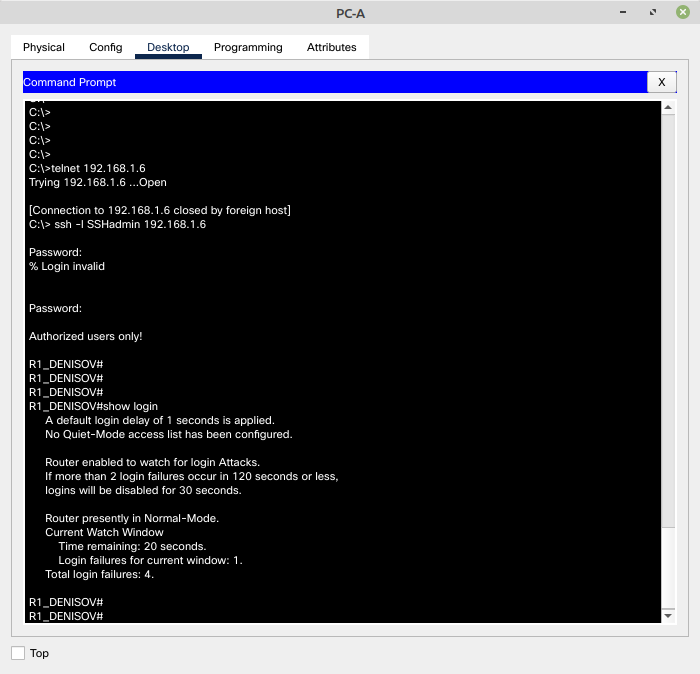 PC-A
Physical Config Desktop Programming Attributes
Command Prompt X
C:\>
C:\>
C:\>
C:\>
C:\>telnet 192.168.1.6
Trying 192.168.1.6 ...Open
[Connection to 192.168.1.6 closed by foreign host]
C:\> ssh -l SSHadmin 192.168.1.6
Password:
% Login invalid
Password:
Authorized users only!
R1_DENISOV#
R1_DENISOV#
R1_DENISOV#
R1_DENISOV#show login
A default login delay of 1 seconds is applied.
No Quiet-Mode access list has been configured.
Router enabled to watch for login Attacks.
If more than 2 login failures occur in 120 seconds or less,
logins will be disabled for 30 seconds.
Router presently in Normal-Mode.
Current Watch Window
Time remaining: 20 seconds.
Login failures for current window: 1.
Total login failures: 4.
R1_DENISOV#
R1_DENISOV#
Top